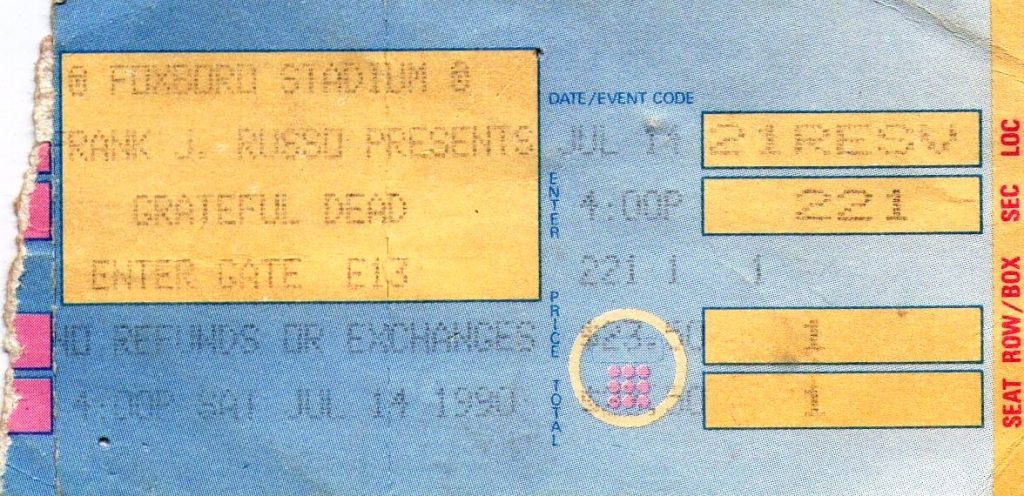 @ FOXBORO STADIUM @
FRANK J. RUSSO PRESENTS
GRATEFUL DEAD
ENTER GATE E13
NO REFUNDS OR EXCHANGES
4:00P SAT JUL 14 1990
DATE/EVENT CODE
JUL 14
ENTER
4:00P
221 1 1
PRICE
$23.50
TOTAL
21RESV
221
1
1
LOC
SEC
ROW/BOX
SEAT